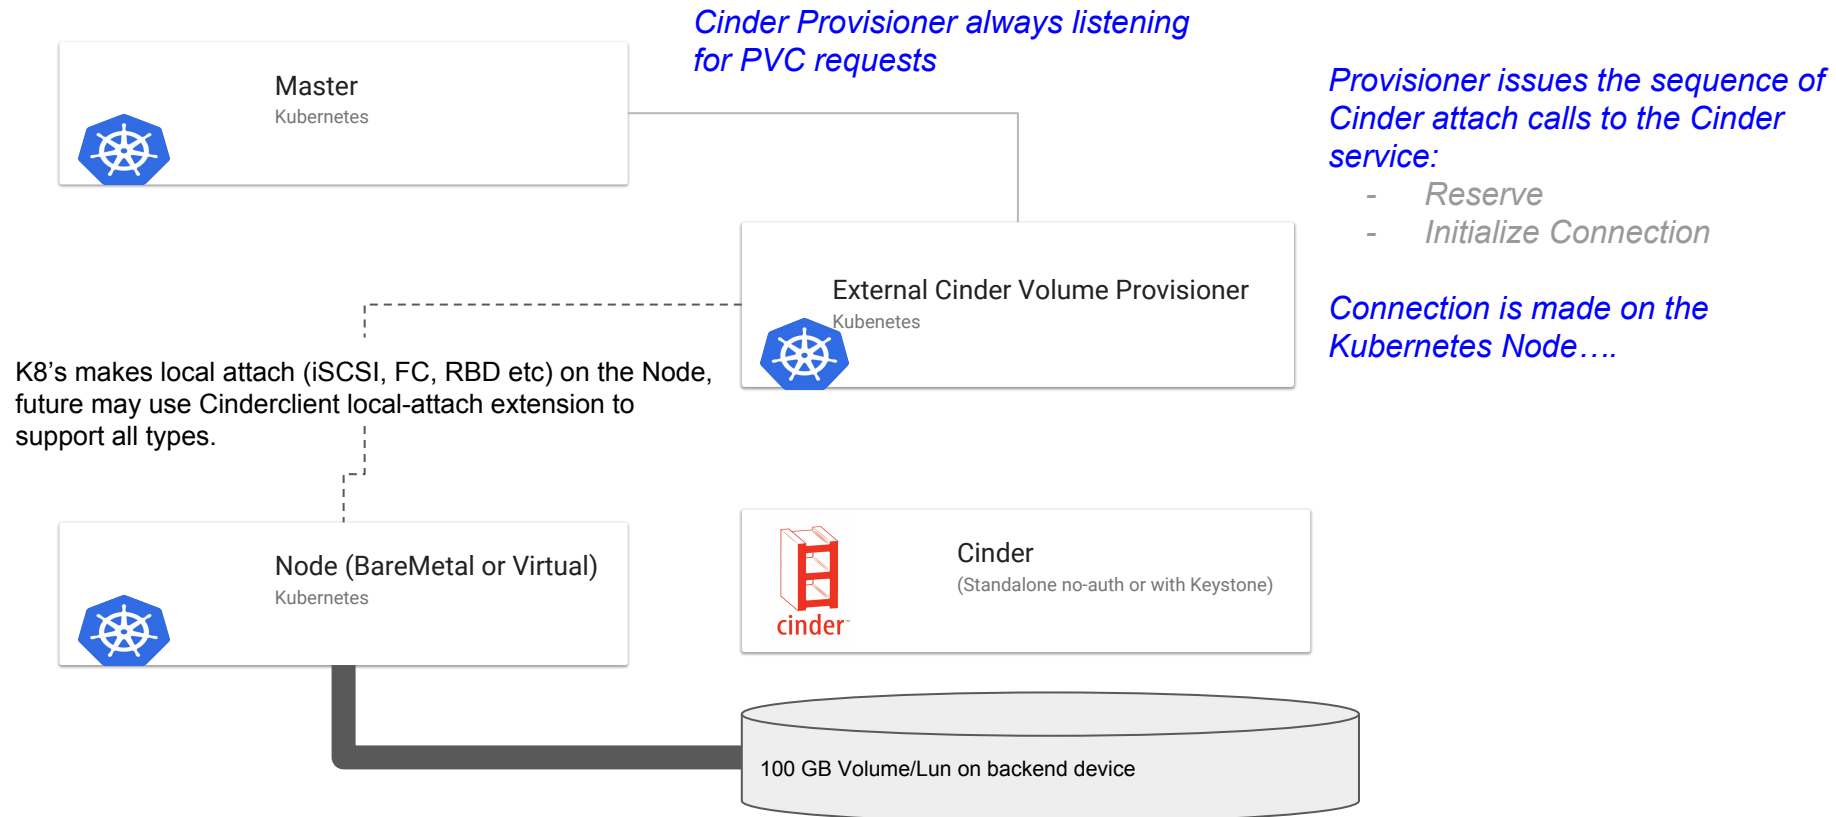 Cinder Provisioner always listening
for PVC requests
Master
Kubernetes
Provisioner issues the sequence of
Cinder attach calls to the Cinder
service:
- Reserve
- Initialize Connection
External Cinder Volume Provisioner
Kubenetes
Connection is made on the
Kubernetes Node….
K8’s makes local attach (iSCSI, FC, RBD etc) on the Node,
future may use Cinderclient local-attach extension to
support all types.
Node (BareMetal or Virtual)
Kubernetes
Cinder
(Standalone no-auth or with Keystone)
cinder
100 GB Volume/Lun on backend device